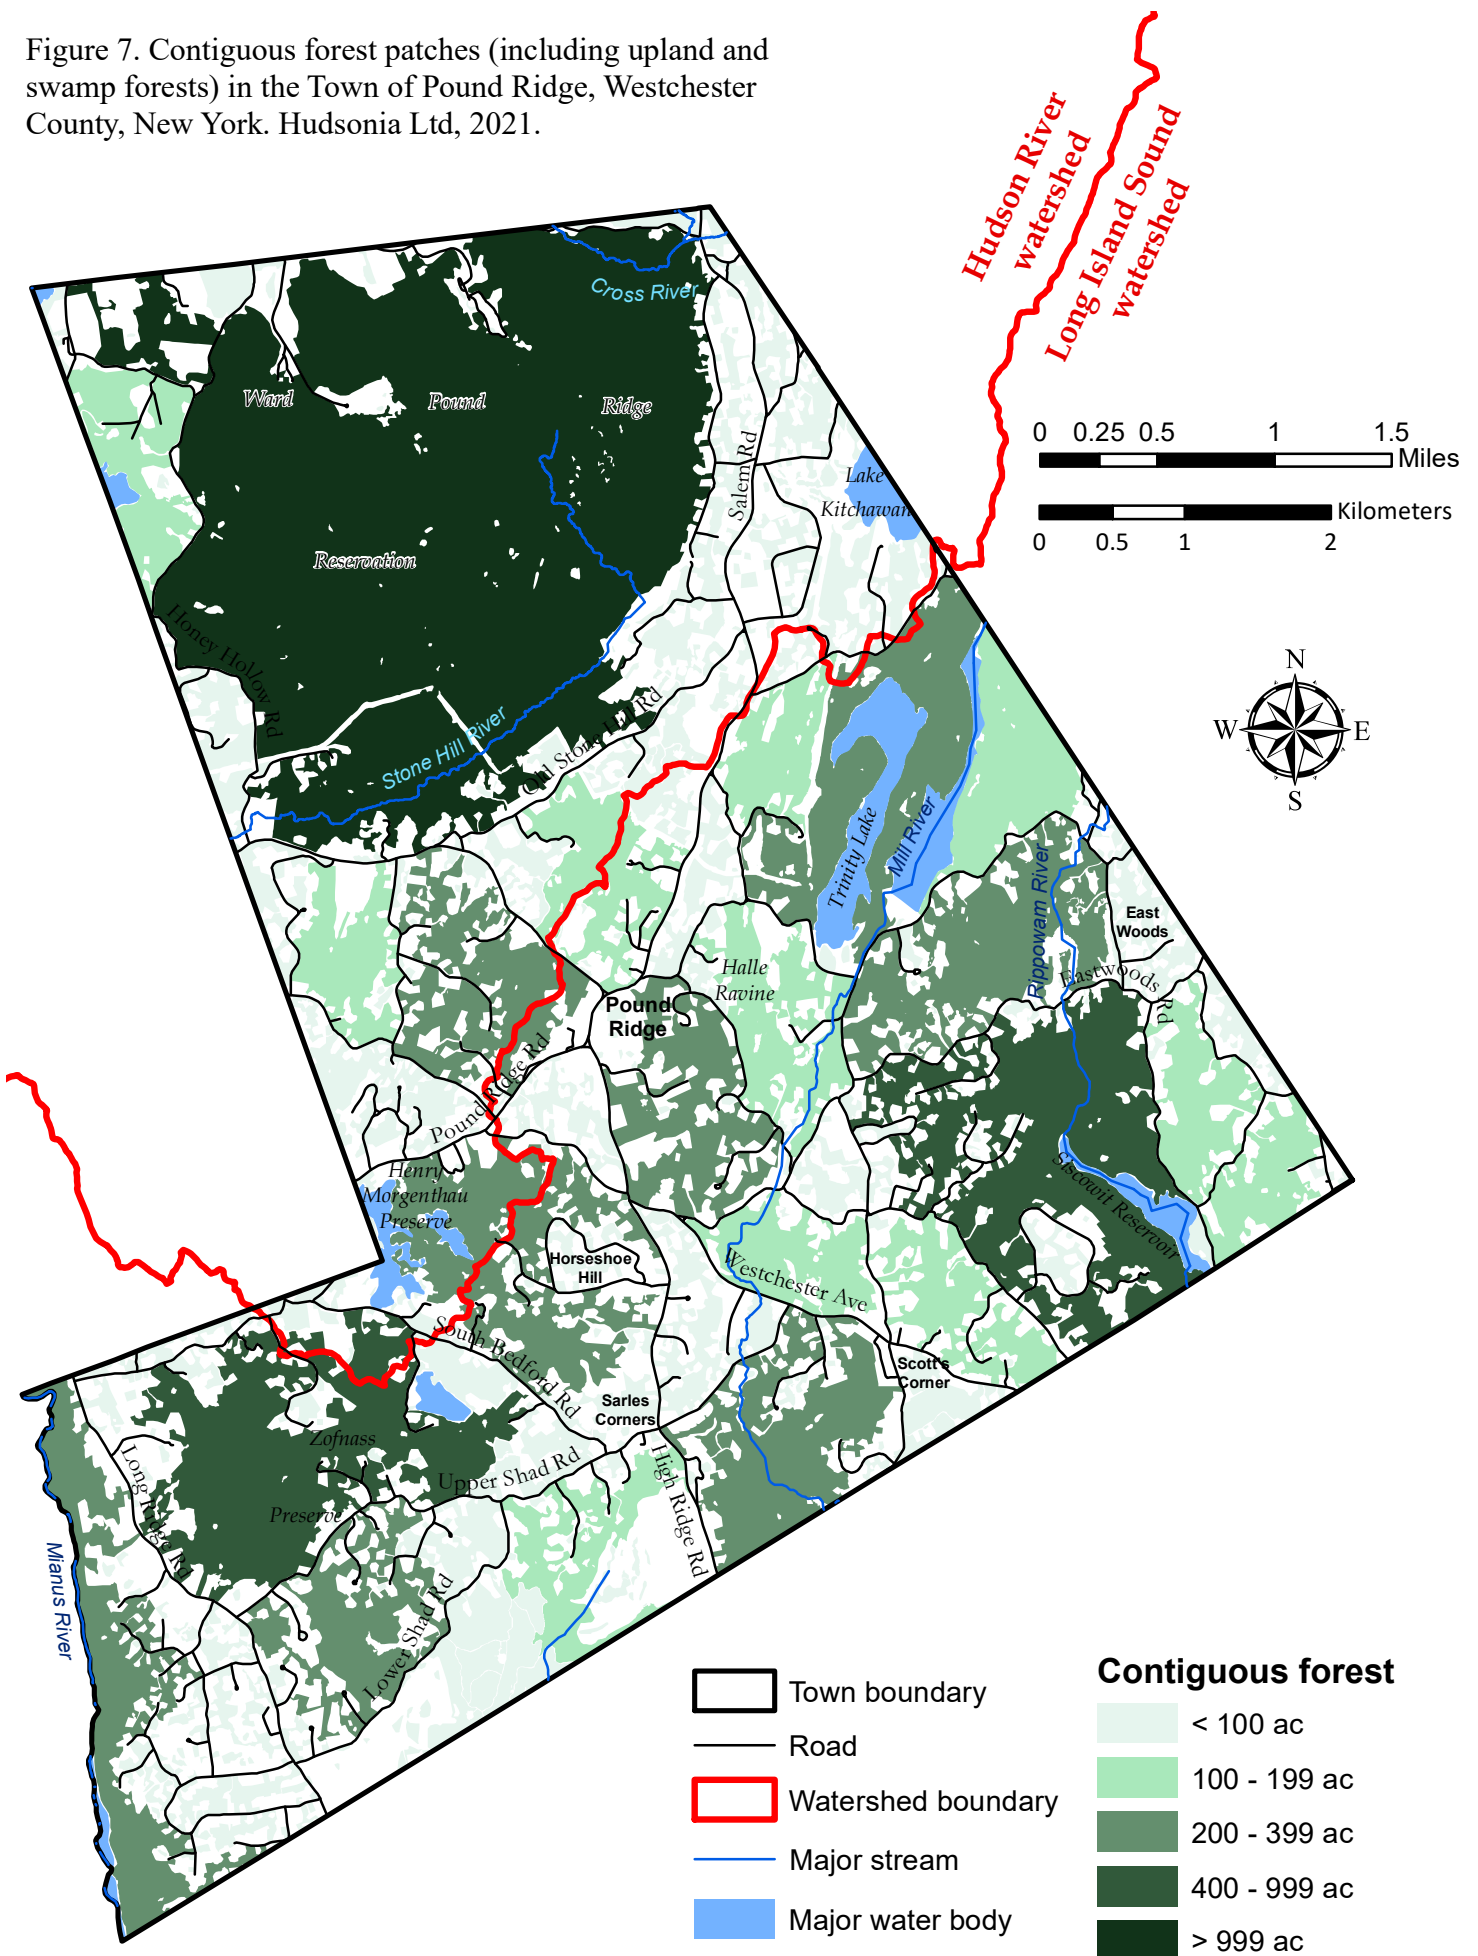 Figure 7. Contiguous forest patches (including upland and
swamp forests) in the Town of Pound Ridge, Westchester
County, New York. Hudsonia Ltd, 2021.
Hudson River
watershed
Long Island Sound
watershed
Cross River
Ward
Pound
Ridge
Reservation
Salem Rd
Lake
Kitchawan
0 0.25 0.5 1 1.5
Miles
Kilometers
0 0.5 1 2
N
W
E
S
Honey Hollow Rd
Stone Hill River
Old Stone Hill Rd
Trinity Lake
Mill River
Rippowam River
East
Woods
Eastwoods Rd
Halle
Ravine
Pound
Ridge
Pound Ridge Rd
Henry
Morgenthau
Preserve
Siscowit Reservoir
Horseshoe
Hill
Westchester Ave
South Bedford Rd
Scott's
Corner
Sarles
Corners
Zofnass
Preserve
Upper Shad Rd
High Ridge Rd
Long Ridge Rd
Lower Shad Rd
Mianus River
Town boundary
Road
Watershed boundary
Major stream
Major water body
Contiguous forest
< 100 ac
100 - 199 ac
200 - 399 ac
400 - 999 ac
> 999 ac